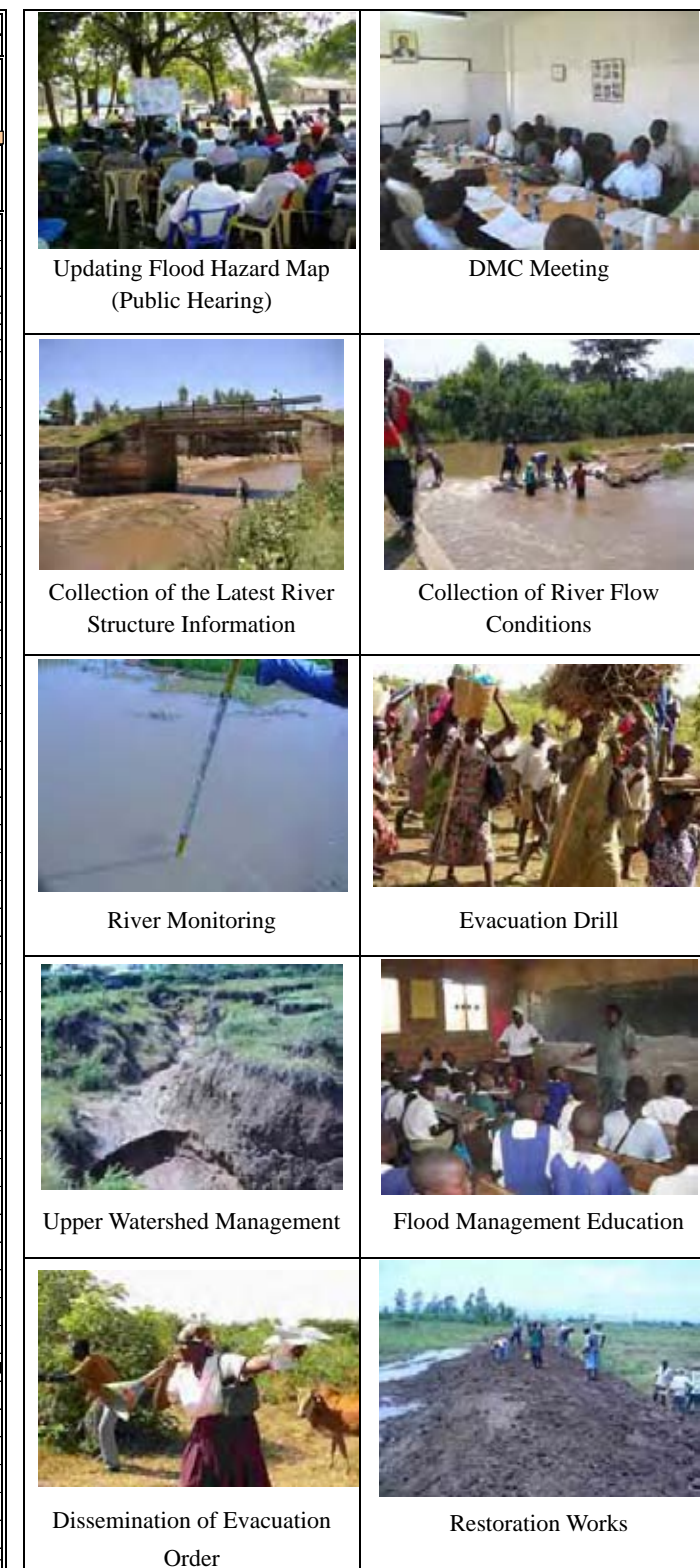 Updating Flood Hazard Map
(Public Hearing)
DMC Meeting
Collection of the Latest River
Structure Information
Collection of River Flow
Conditions
River Monitoring
Evacuation Drill
Upper Watershed Management
Flood Management Education
Dissemination of Evacuation
Order
Restoration Works